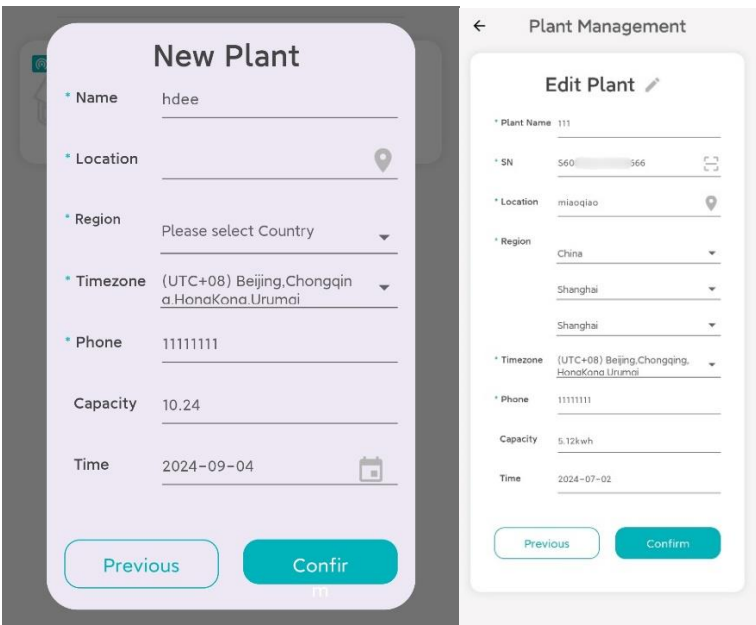 New Plant
* Name hdee
* Location
* Region
Please select Country
* Timezone (UTC+08) Beijing,Chongqin
g,HongKong,Urumqi
* Phone 11111111
Capacity 10.24
Time 2024-09-04
Previous Confir
m
← Plant Management
Edit Plant
* Plant Name 111
* SN S60 566
* Location miaoqiao
* Region
China
Shanghai
Shanghai
* Timezone (UTC+08) Beijing,Chongqing,
HongKong,Urumqi
* Phone 11111111
Capacity 5.12kwh
Time 2024-07-02
Previous Confirm